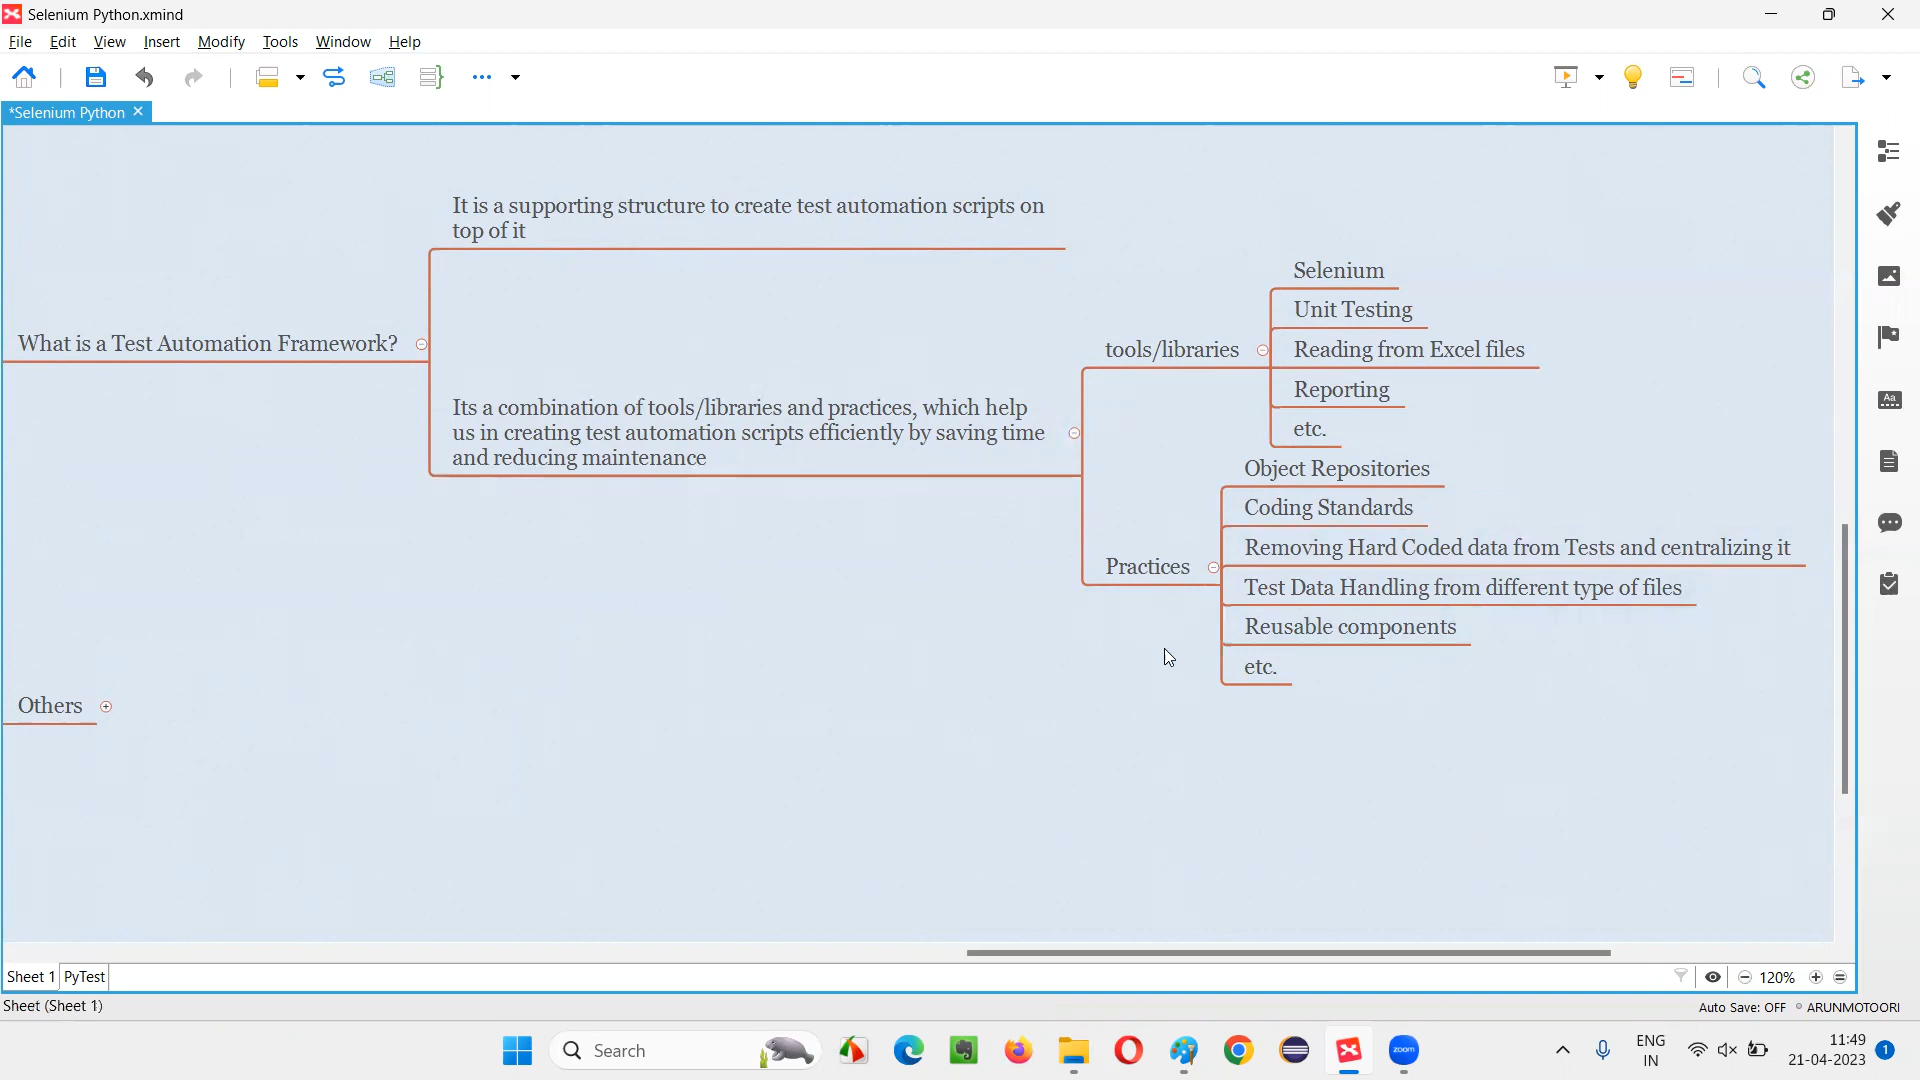 Selenium Python.xmind
File Edit View Insert Modify Tools Window Help
*Selenium Python
It is a supporting structure to create test automation scripts on
top of it
What is a Test Automation Framework?
Its a combination of tools/libraries and practices, which help
us in creating test automation scripts efficiently by saving time
and reducing maintenance
tools/libraries
Selenium
Unit Testing
Reading from Excel files
Reporting
etc.
Practices
Object Repositories
Coding Standards
Removing Hard Coded data from Tests and centralizing it
Test Data Handling from different type of files
Reusable components
etc.
Others
Aa
Sheet 1 PyTest
120%
Sheet (Sheet 1)
Auto Save: OFF ARUNMOTOORI
Search
zoom
ENG
IN
11:49
21-04-2023
1